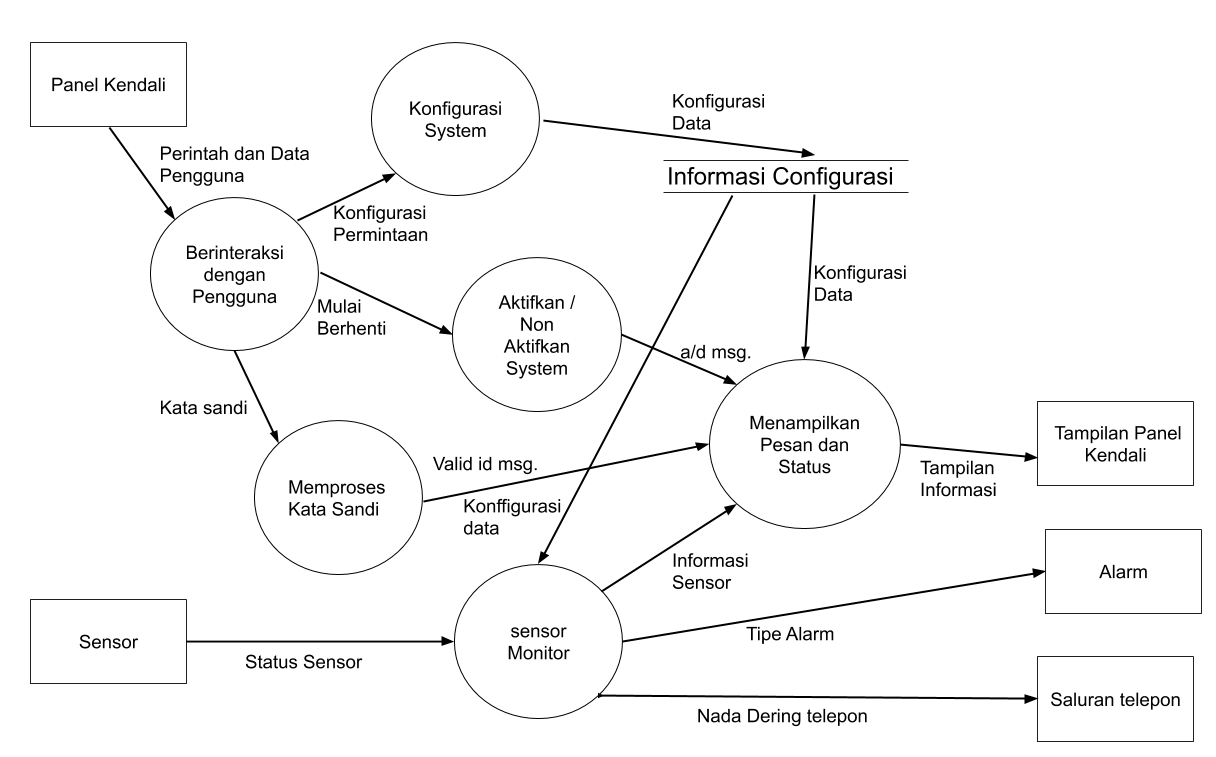 Panel Kendali
Konfigurasi
System
Konfigurasi
Data
Perintah dan Data
Pengguna
Informasi Configurasi
Konfigurasi
Permintaan
Berinteraksi
dengan
Pengguna
Mulai
Berhenti
Aktifkan /
Non
Aktifkan
System
Konfigurasi
Data
a/d msg.
Kata sandi
Menampilkan
Pesan dan
Status
Tampilan Panel
Kendali
Valid id msg.
Tampilan
Informasi
Memproses
Kata Sandi
Konffigurasi
data
Informasi
Sensor
Alarm
Sensor
sensor
Monitor
Tipe Alarm
Status Sensor
Saluran telepon
Nada Dering telepon